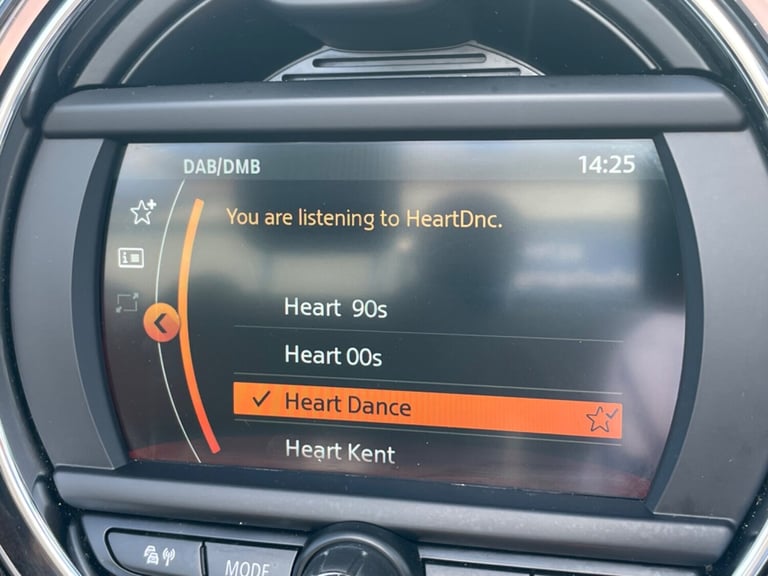 DAB/DMB 14:25
You are listening to HeartDnc.
Heart 90s
Heart 00s
Heart Dance
Heart Kent
MODE